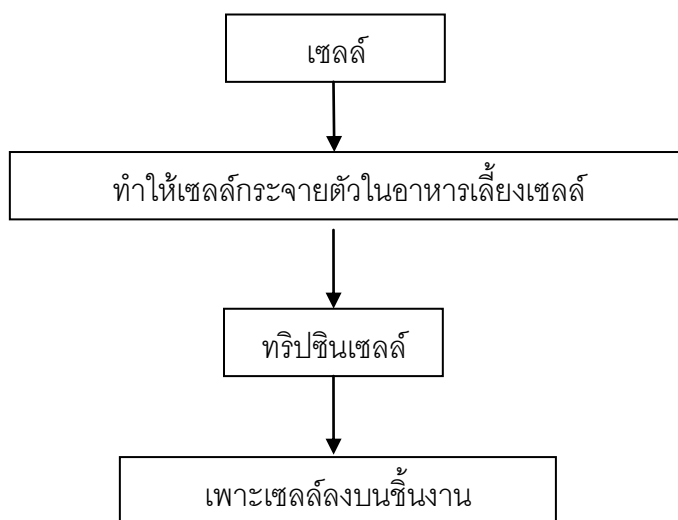 เซลล์
ทำให้เซลล์กระจายตัวในอาหารเลี้ยงเซลล์
ทริปซินเซลล์
เพาะเซลล์ลงบนชิ้นงาน